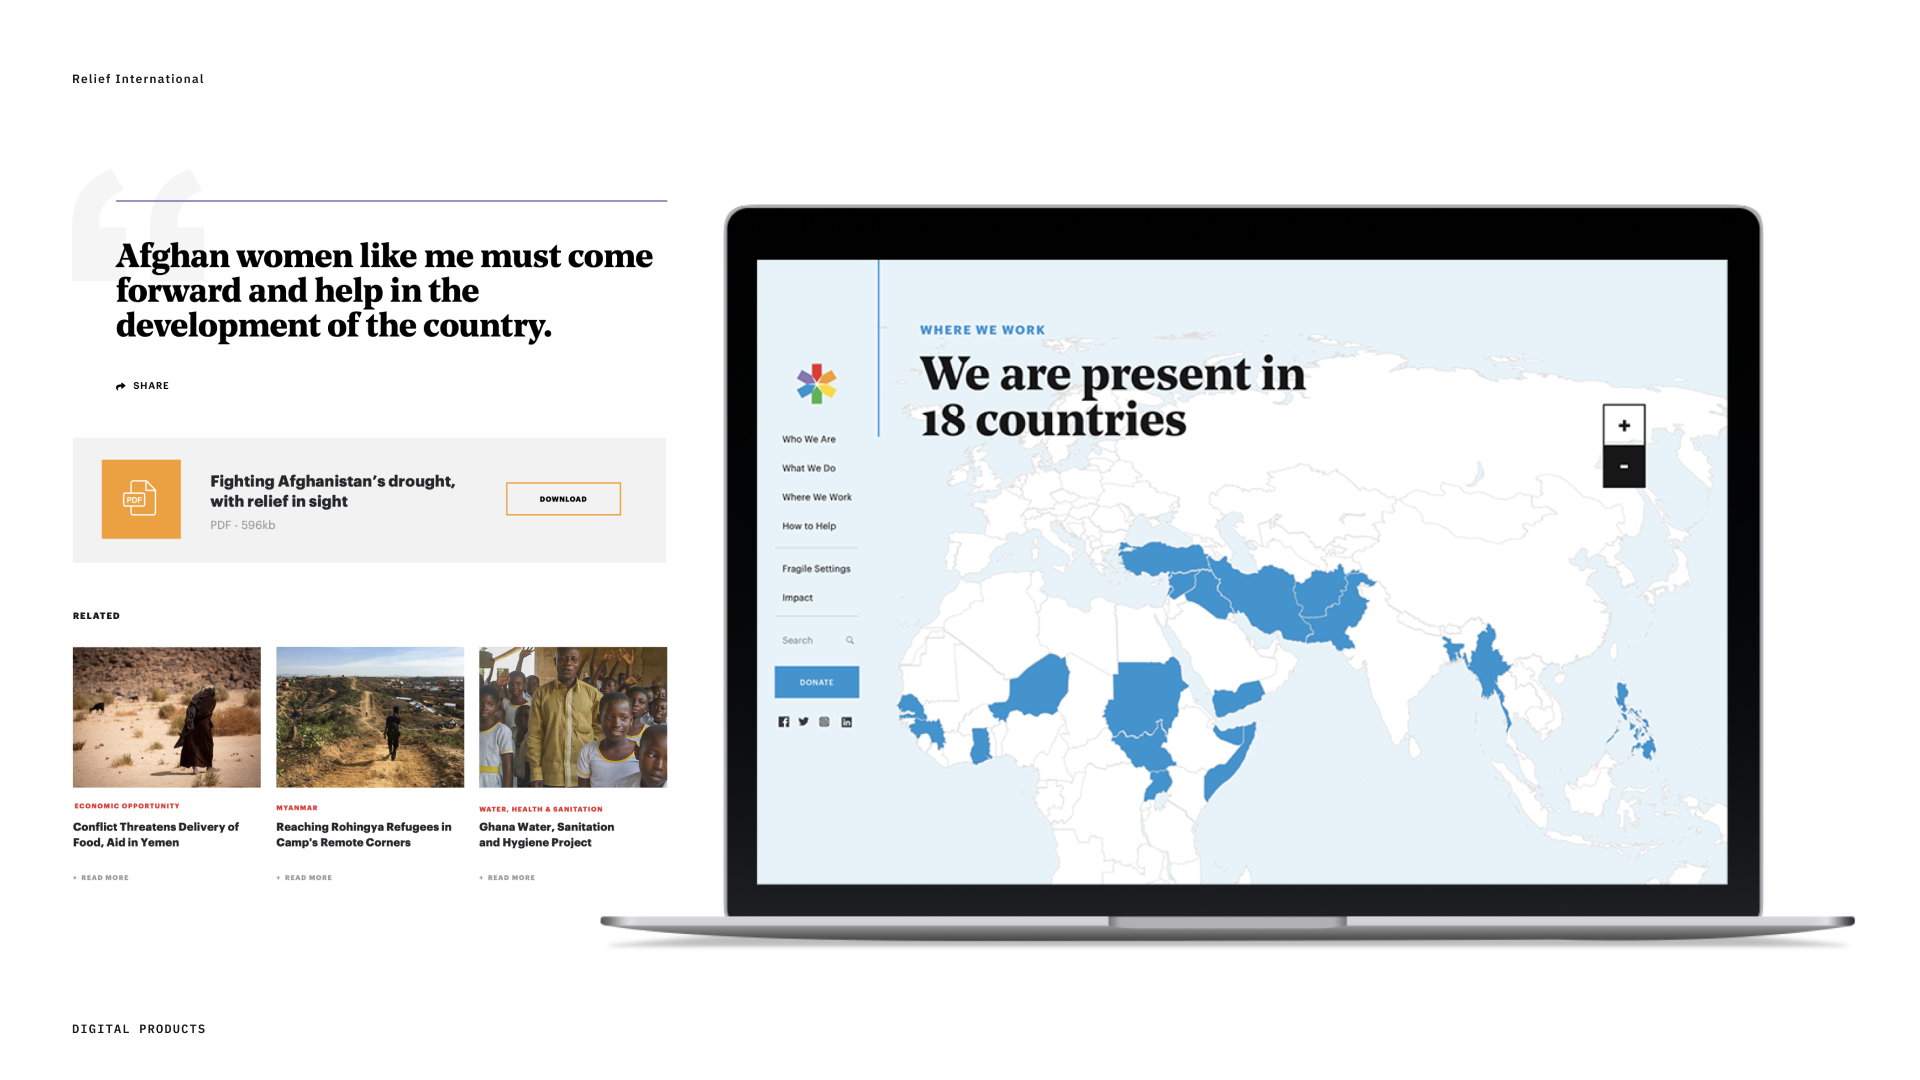 Relief International
“
Afghan women like me must come
forward and help in the
development of the country.
SHARE
PDF
Fighting Afghanistan’s drought,
with relief in sight
PDF - 596kb
DOWNLOAD
RELATED
ECONOMIC OPPORTUNITY
Conflict Threatens Delivery of
Food, Aid in Yemen
+ READ MORE
MYANMAR
Reaching Rohingya Refugees in
Camp's Remote Corners
+ READ MORE
WATER, HEALTH & SANITATION
Ghana Water, Sanitation
and Hygiene Project
+ READ MORE
WHERE WE WORK
We are present in
18 countries
Who We Are
What We Do
Where We Work
How to Help
Fragile Settings
Impact
Search
DONATE
+
-
DIGITAL PRODUCTS